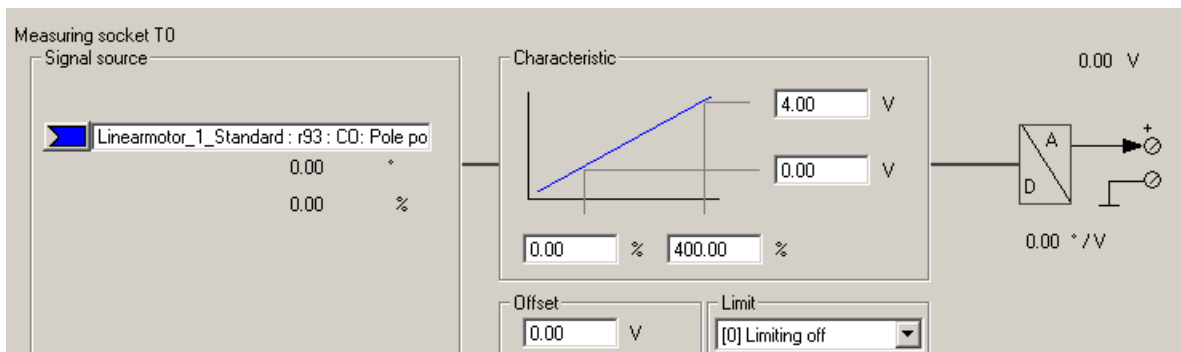 Measuring socket T0
Signal source
Linearmotor_1_Standard : r93 : CO: Pole po
0.00 °
0.00 %
Characteristic
4.00 V
0.00 V
0.00 % 400.00 %
Offset
0.00 V
Limit
[0] Limiting off
0.00 V
A
D
+
0.00 ° / V